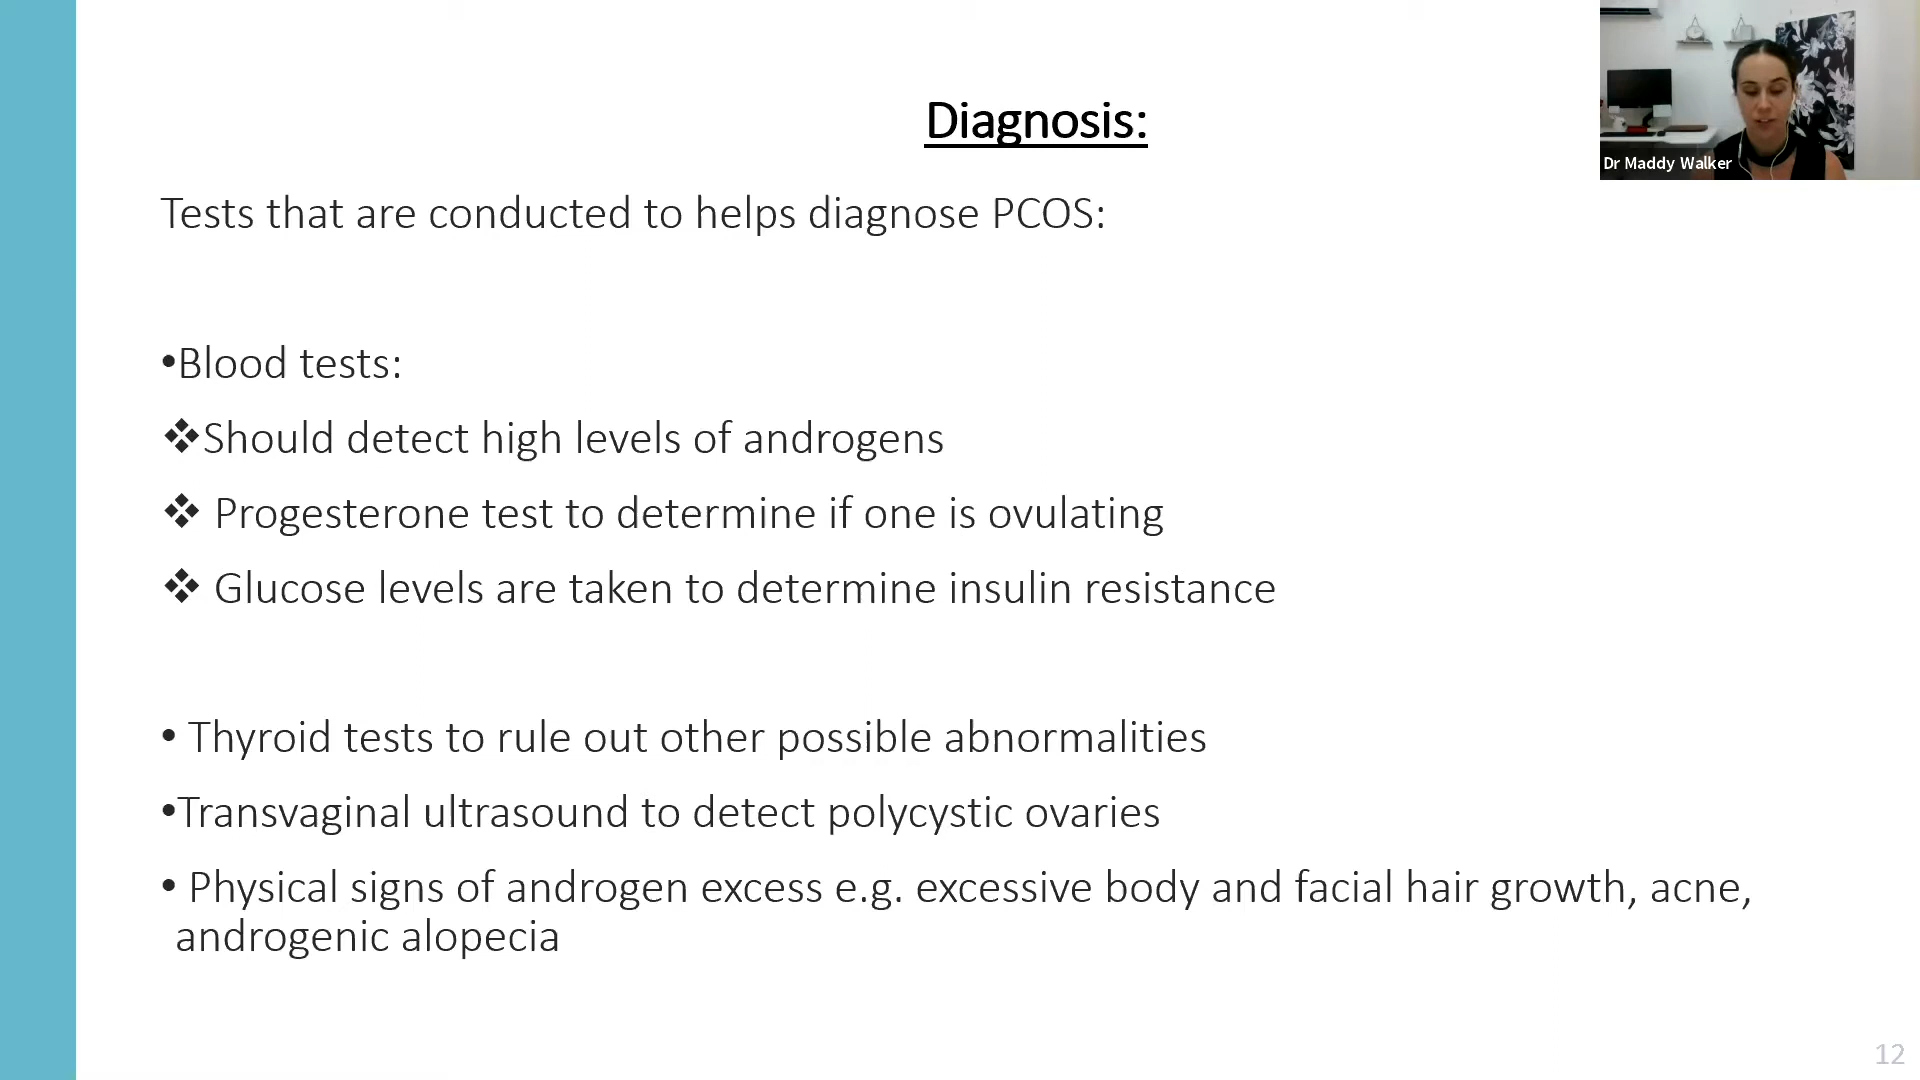 Diagnosis:
Dr Maddy Walker
Tests that are conducted to helps diagnose PCOS:
•Blood tests:
❖Should detect high levels of androgens
❖ Progesterone test to determine if one is ovulating
❖ Glucose levels are taken to determine insulin resistance
• Thyroid tests to rule out other possible abnormalities
•Transvaginal ultrasound to detect polycystic ovaries
• Physical signs of androgen excess e.g. excessive body and facial hair growth, acne,
androgenic alopecia
12